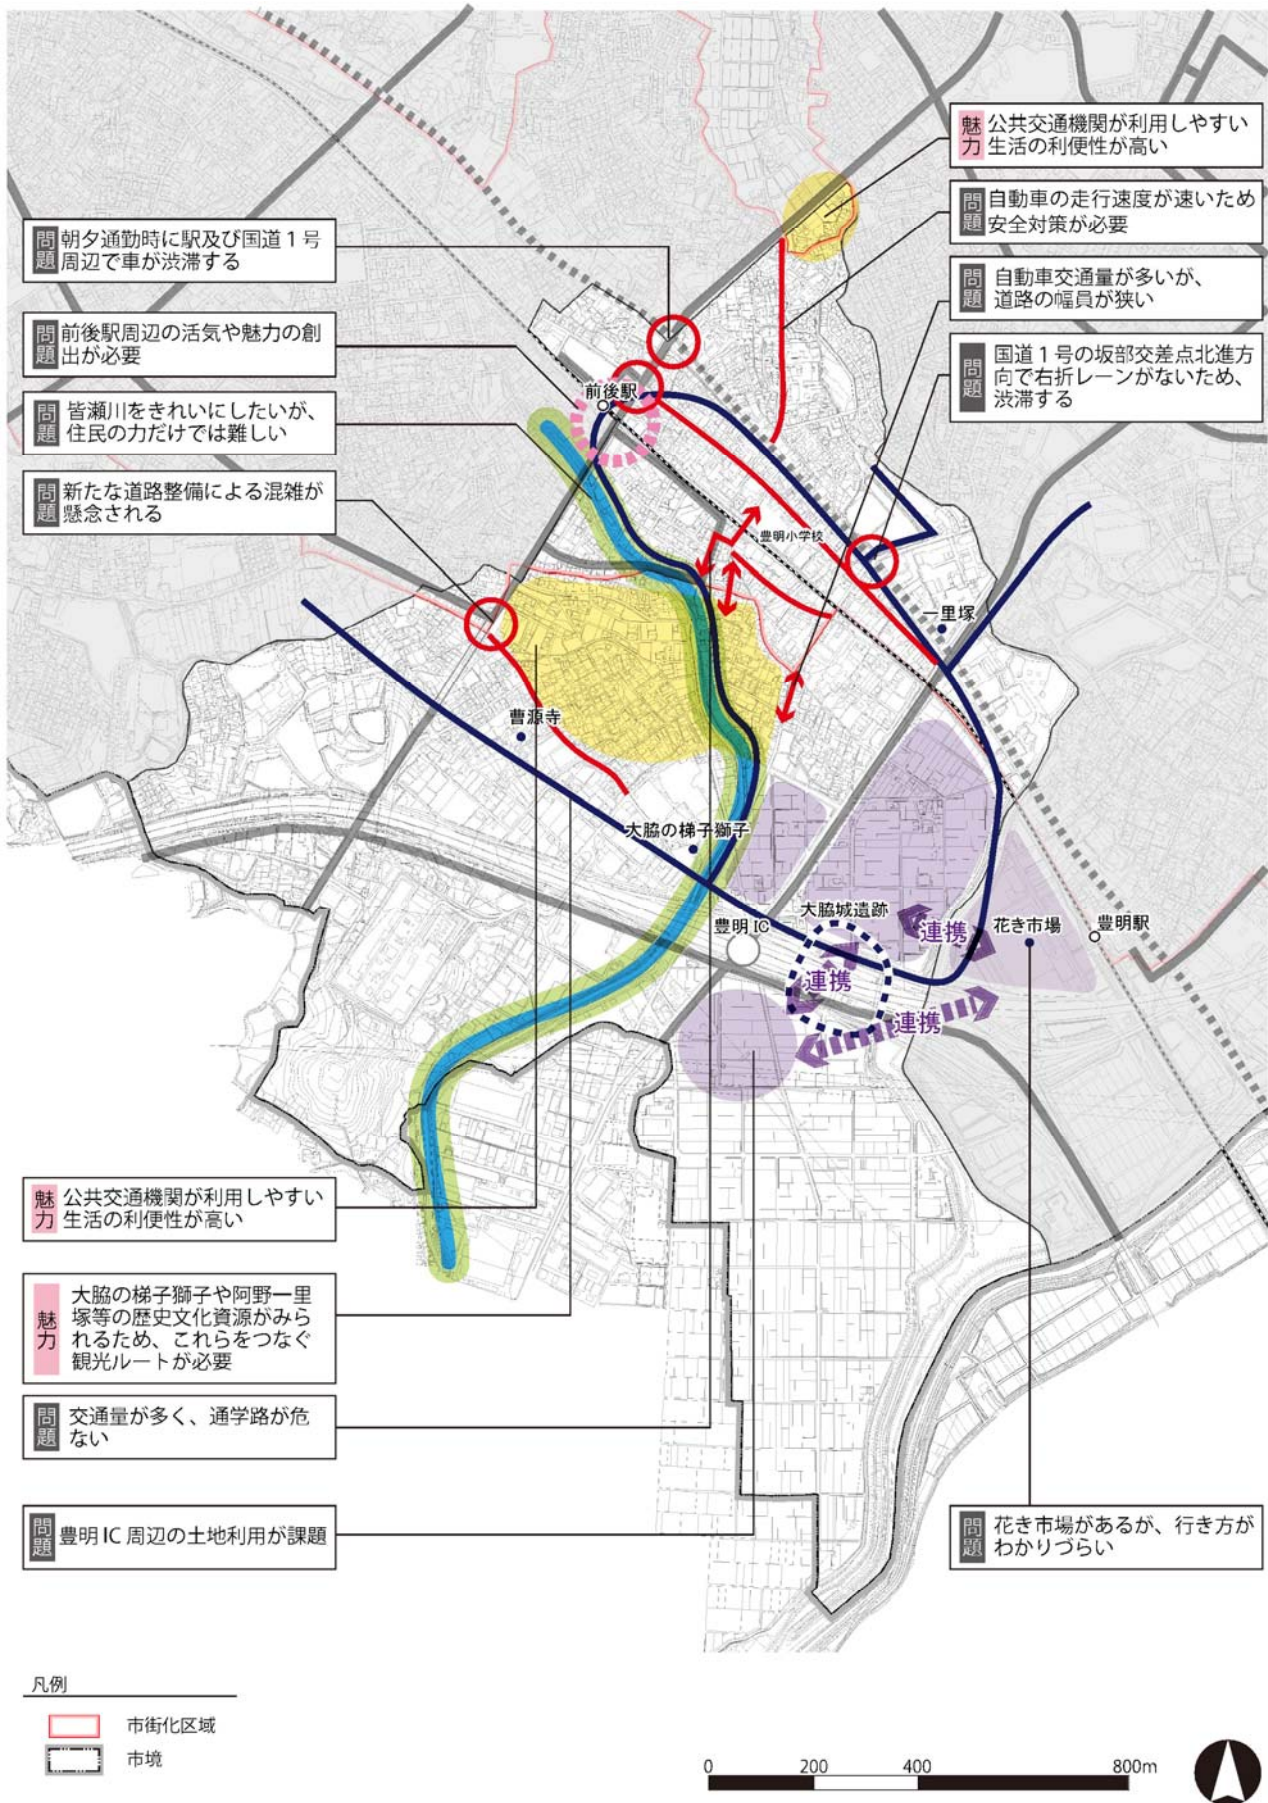 魅力
公共交通機関が利用しやすい
生活の利便性が高い
問題
自動車の走行速度が速いため
安全対策が必要
問題
自動車交通量が多いが、
道路の幅員が狭い
問題
国道1号の坂部交差点北進方
向で右折レーンがないため、
渋滞する
問題
朝夕通勤時に駅及び国道1号
周辺で車が渋滞する
問題
前後駅周辺の活気や魅力の創
出が必要
問題
皆瀬川をきれいにしたいが、
住民の力だけでは難しい
問題
新たな道路整備による混雑が
懸念される
前後駅
豊明小学校
一里塚
曹源寺
大脇の梯子獅子
豊明IC
大脇城遺跡
連携
花き市場
豊明駅
連携
連携
魅力
公共交通機関が利用しやすい
生活の利便性が高い
魅力
大脇の梯子獅子や阿野一里
塚等の歴史文化資源がみら
れるため、これらをつなぐ
観光ルートが必要
問題
交通量が多く、通学路が危
ない
問題
豊明IC周辺の土地利用が課題
問題
花き市場があるが、行き方が
わかりづらい
凡例
市街化区域
市境
0 200 400 800m